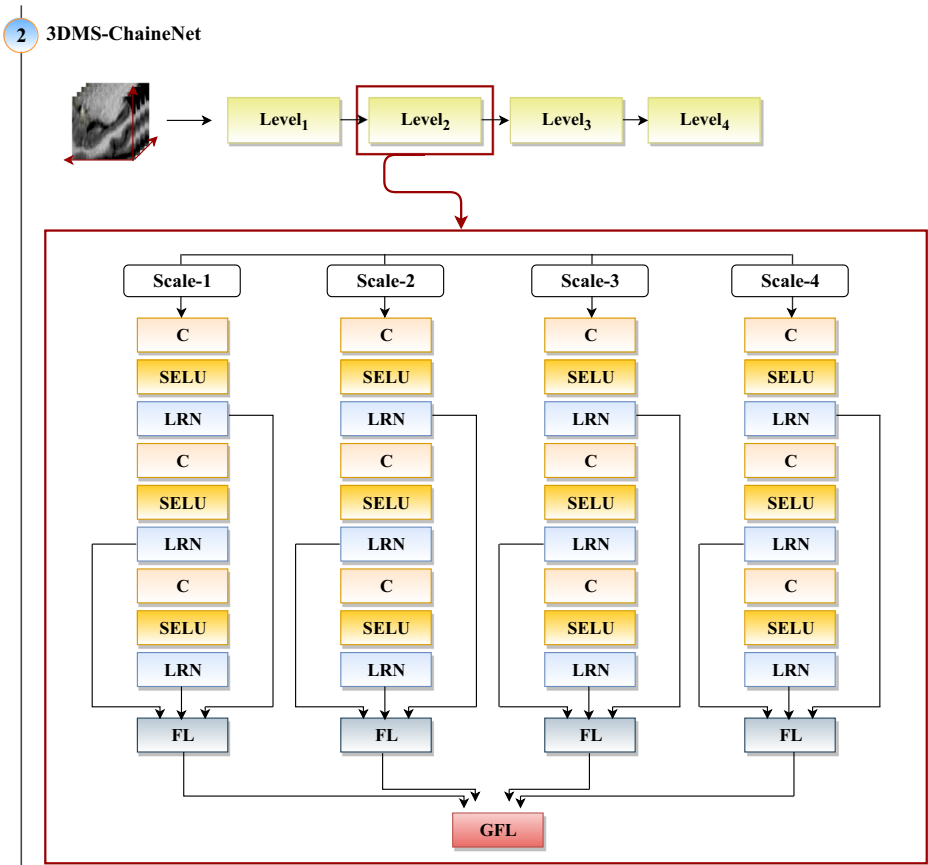 2 3DMS-ChaineNet
Level1 Level2 Level3 Level4
Scale-1 Scale-2 Scale-3 Scale-4
C C C C
SELU SELU SELU SELU
LRN LRN LRN LRN
C C C C
SELU SELU SELU SELU
LRN LRN LRN LRN
C C C C
SELU SELU SELU SELU
LRN LRN LRN LRN
FL FL FL FL
GFL